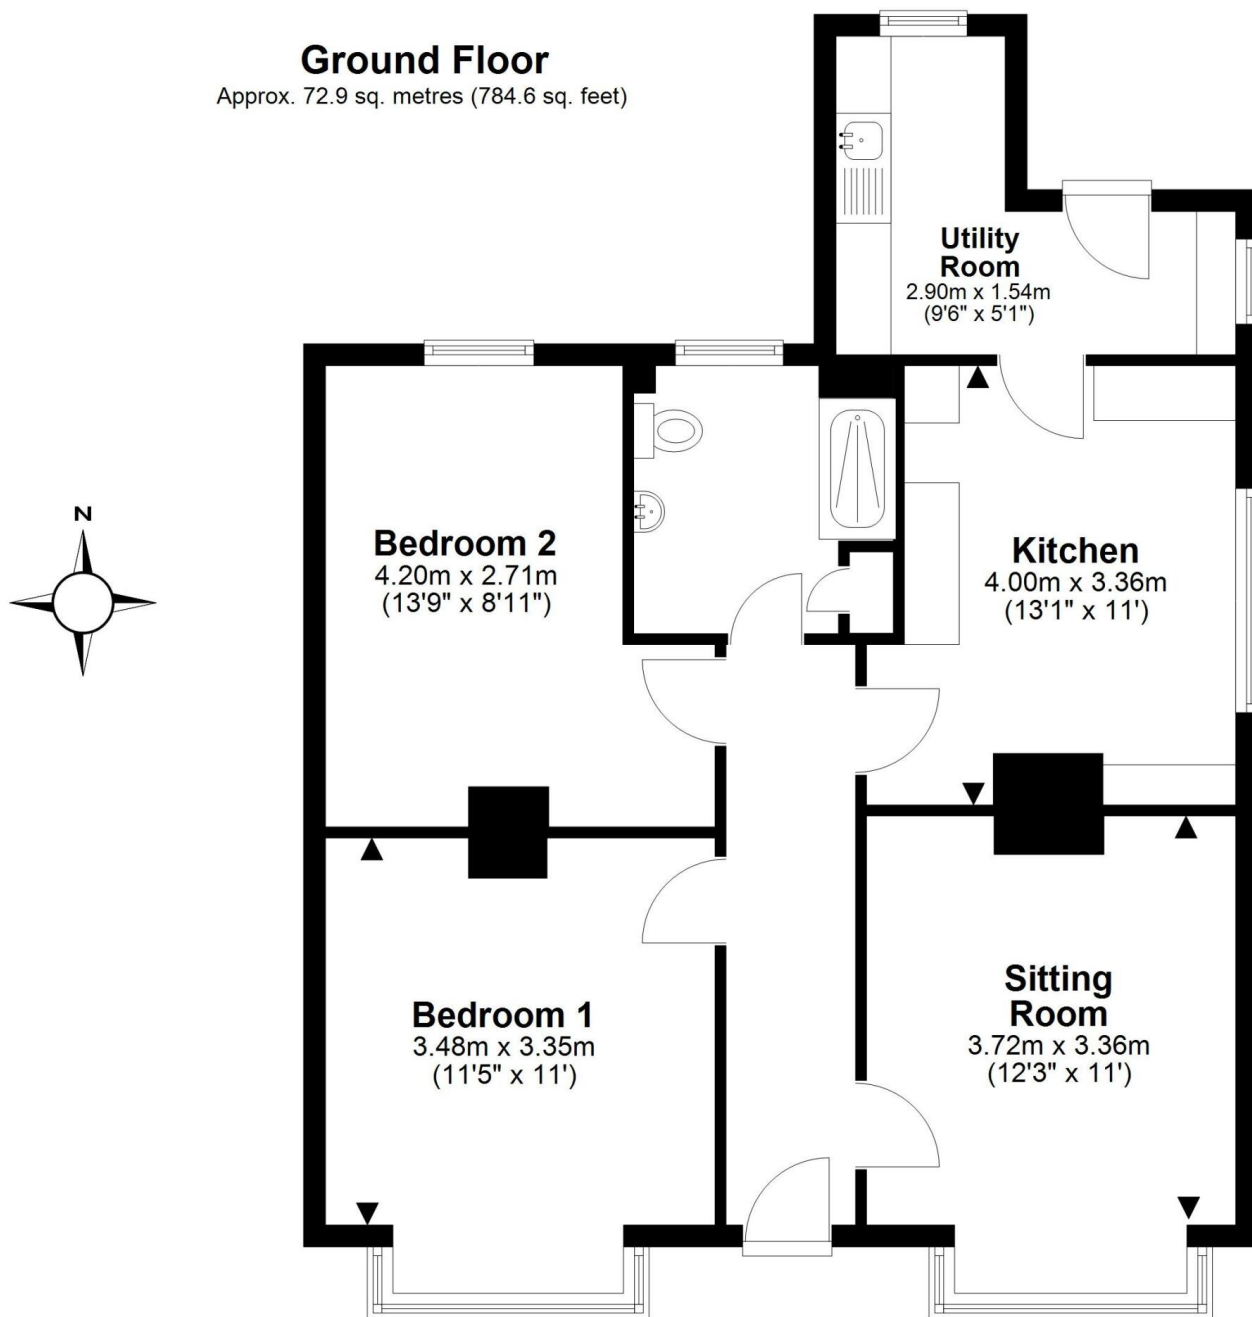 Ground Floor
Approx. 72.9 sq. metres (784.6 sq. feet)
Utility
Room
2.90m x 1.54m
(9'6" x 5'1")
N
Bedroom 2
4.20m x 2.71m
(13'9" x 8'11")
Kitchen
4.00m x 3.36m
(13'1" x 11')
Bedroom 1
3.48m x 3.35m
(11'5" x 11')
Sitting
Room
3.72m x 3.36m
(12'3" x 11')